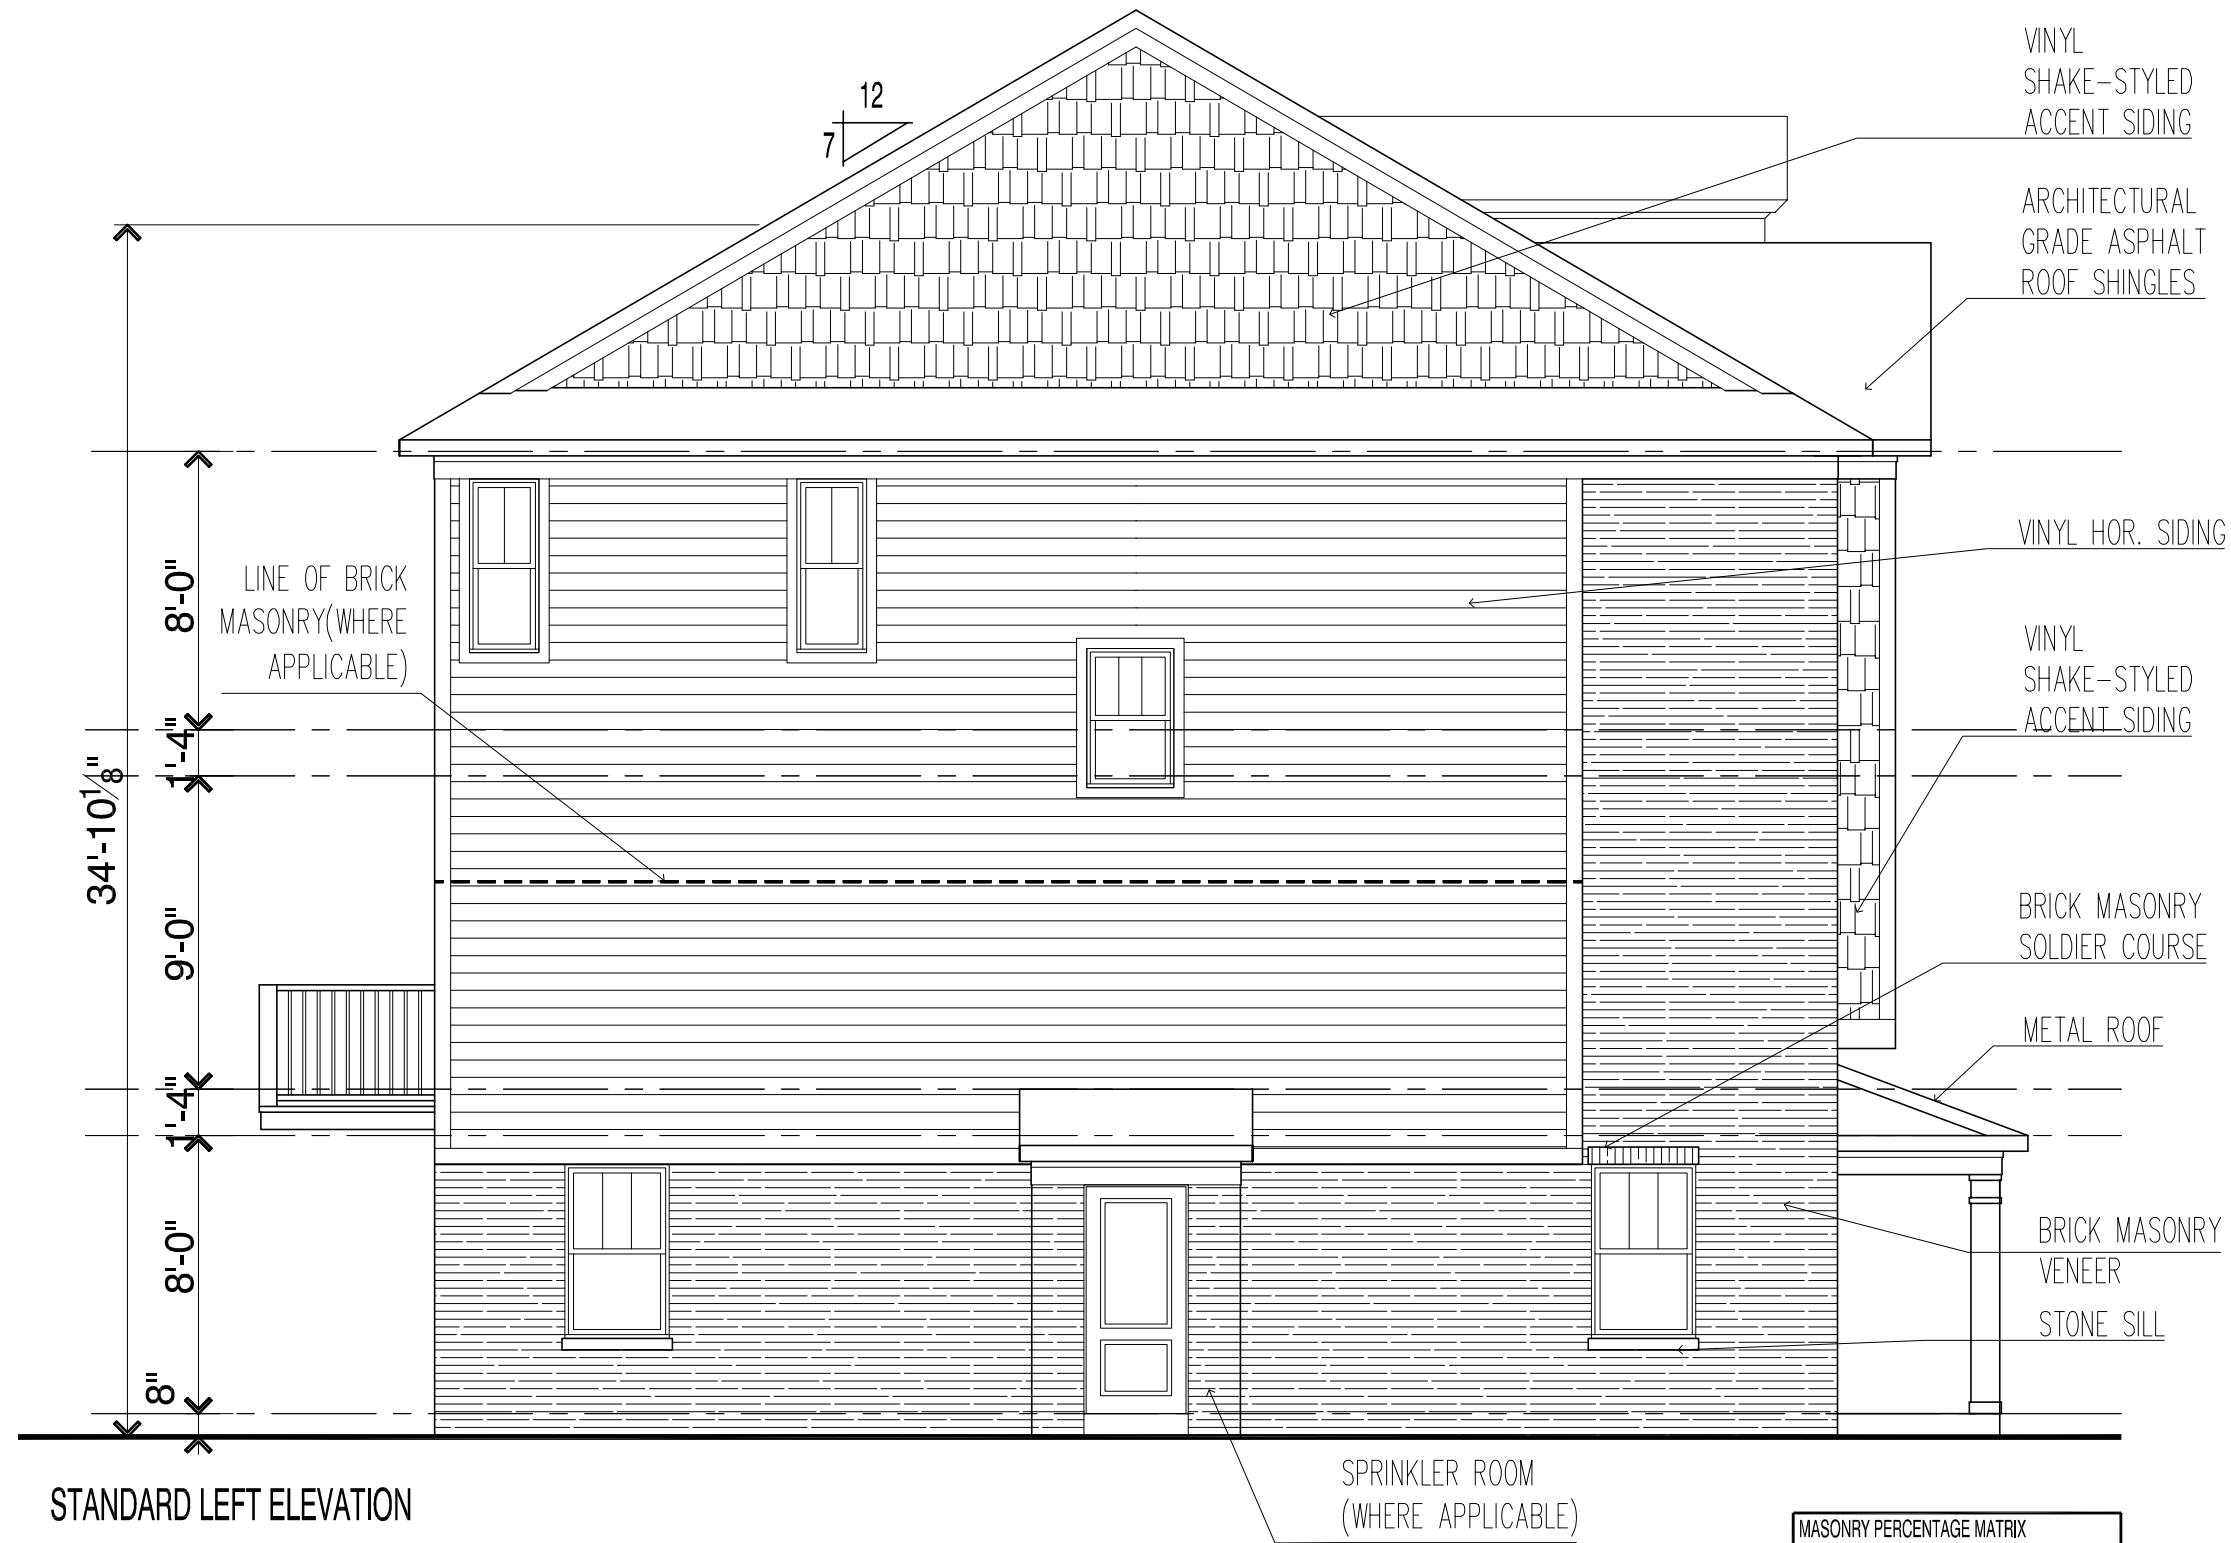 VINYL
SHAKE-STYLED
ACCENT SIDING
12
7
ARCHITECTURAL
GRADE ASPHALT
ROOF SHINGLES
VINYL HOR. SIDING
LINE OF BRICK
MASONRY(WHERE
APPLICABLE)
8'-0"
VINYL
SHAKE-STYLED
ACCENT SIDING
1'-4"
34'-10 1/8"
9'-0"
BRICK MASONRY
SOLDIER COURSE
METAL ROOF
1'-4"
BRICK MASONRY
VENEER
8'-0"
STONE SILL
8"
SPRINKLER ROOM
(WHERE APPLICABLE)
STANDARD LEFT ELEVATION
MASONRY PERCENTAGE MATRIX